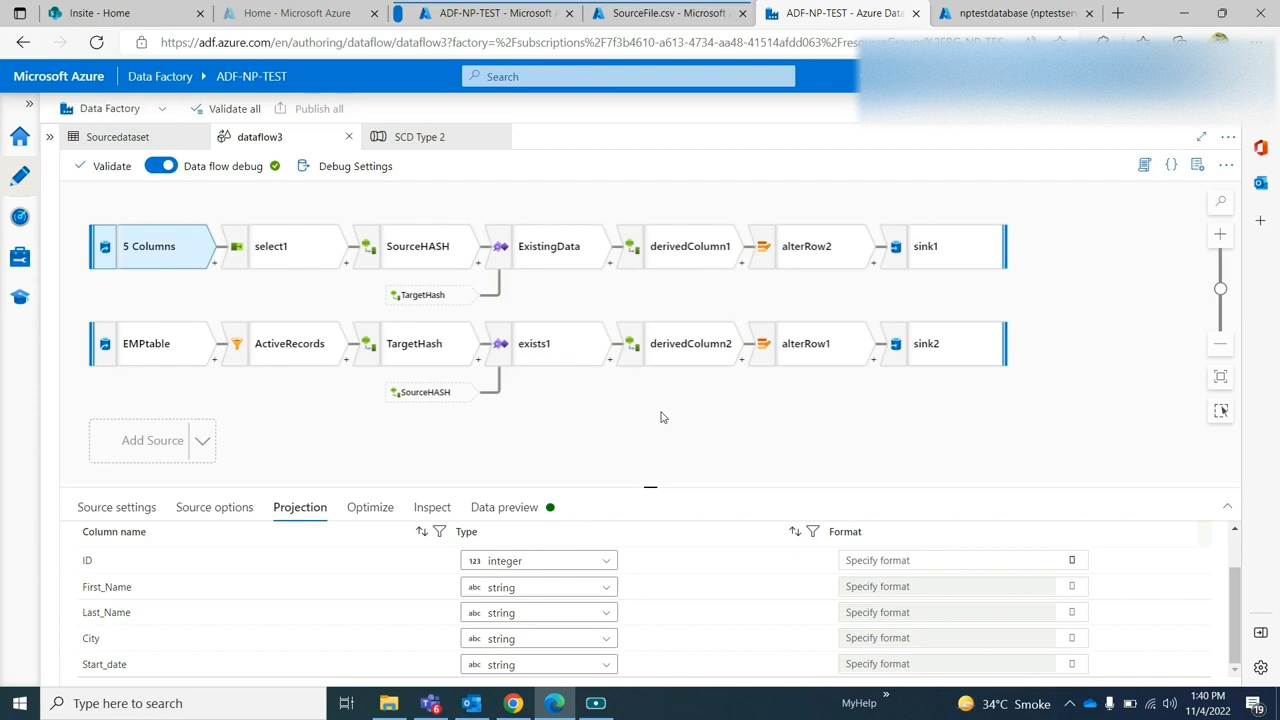 Insite - Home
Home - Microsoft Azure
ADF-NP-TEST - Microsoft A
SourceFile.csv - Microsoft A
ADF-NP-TEST - Azure Data
nptestdatabase (nptestserv
https://adf.azure.com/en/authoring/dataflow/dataflow3?factory=%2Fsubscriptions%2F7f3b4610-a613-4734-aa48-41514afdd063%2Freso
Microsoft Azure
Data Factory
ADF-NP-TEST
Search
Data Factory
Validate all
Publish all
Sourcedataset
dataflow3
SCD Type 2
Validate
Data flow debug
Debug Settings
5 Columns
select1
SourceHASH
ExistingData
derivedColumn1
alterRow2
sink1
TargetHash
EMPtable
ActiveRecords
TargetHash
exists1
derivedColumn2
alterRow1
sink2
SourceHASH
Add Source
Source settings
Source options
Projection
Optimize
Inspect
Data preview
Column name
Type
Format
ID
123 integer
Specify format
First_Name
abc string
Specify format
Last_Name
abc string
Specify format
City
abc string
Specify format
Start_date
abc string
Specify format
Type here to search
6
MyHelp
34°C Smoke
1:40 PM
11/4/2022
19